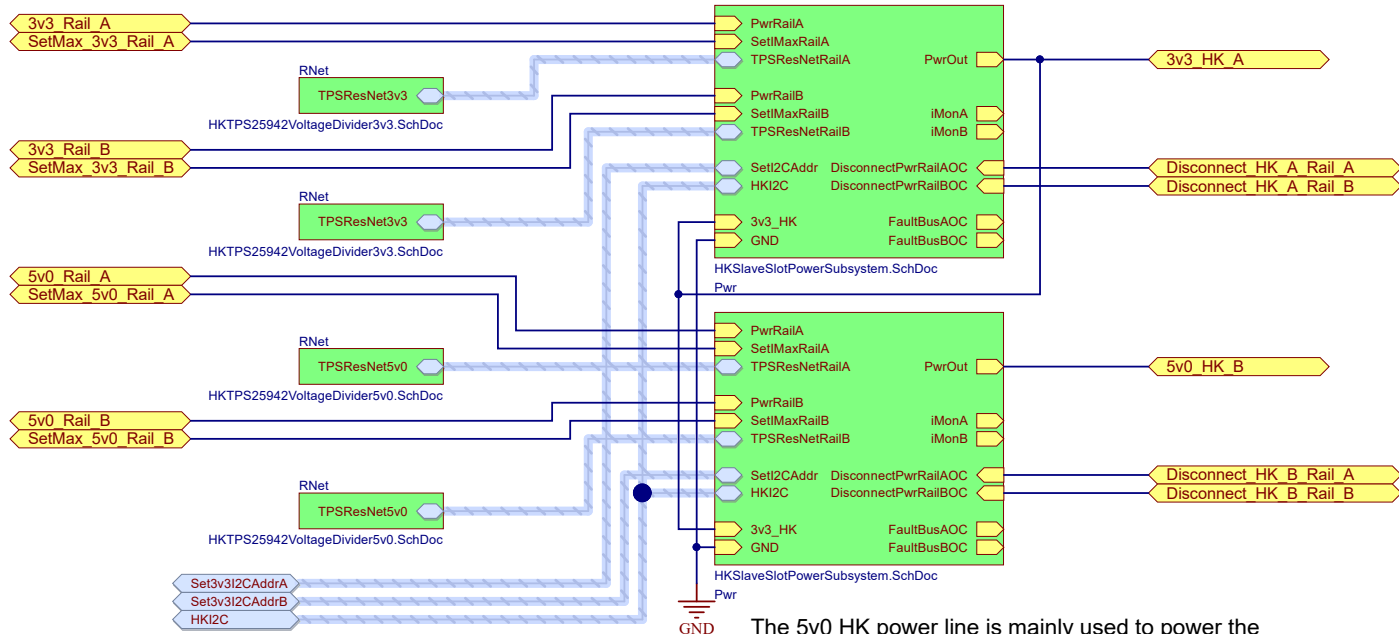 3v3_Rail_A
SetMax_3v3_Rail_A
RNet
TPSResNet3v3
HKTPS25942VoltageDivider3v3.SchDoc
3v3_Rail_B
SetMax_3v3_Rail_B
RNet
TPSResNet3v3
HKTPS25942VoltageDivider3v3.SchDoc
PwrRailA
SetIMaxRailA
TPSResNetRailA
PwrOut
PwrRailB
SetIMaxRailB
iMonA
TPSResNetRailB
iMonB
SetI2CAddr
DisconnectPwrRailAOC
HKI2C
DisconnectPwrRailBOC
3v3_HK
FaultBusAOC
GND
FaultBusBOC
HKSlaveSlotPowerSubsystem.SchDoc
Pwr
3v3_HK_A
Disconnect_HK_A_Rail_A
Disconnect_HK_A_Rail_B
5v0_Rail_A
SetMax_5v0_Rail_A
RNet
TPSResNet5v0
HKTPS25942VoltageDivider5v0.SchDoc
5v0_Rail_B
SetMax_5v0_Rail_B
RNet
TPSResNet5v0
HKTPS25942VoltageDivider5v0.SchDoc
PwrRailA
SetIMaxRailA
TPSResNetRailA
PwrOut
PwrRailB
SetIMaxRailB
iMonA
TPSResNetRailB
iMonB
SetI2CAddr
DisconnectPwrRailAOC
HKI2C
DisconnectPwrRailBOC
3v3_HK
FaultBusAOC
GND
FaultBusBOC
HKSlaveSlotPowerSubsystem.SchDoc
Pwr
5v0_HK_B
Disconnect_HK_B_Rail_A
Disconnect_HK_B_Rail_B
Set3v3I2CAddrA
Set3v3I2CAddrB
HKI2C
GND
The 5v0 HK power line is mainly used to power the